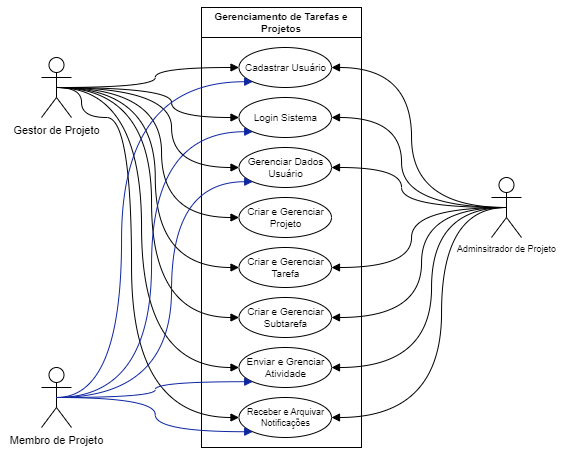 Gerenciamento de Tarefas e
Projetos
Cadastrar Usuário
Gestor de Projeto
Login Sistema
Gerenciar Dados
Usuário
Criar e Gerenciar
Projeto
Adminsitrador de Projeto
Criar e Gerenciar
Tarefa
Criar e Gerenciar
Subtarefa
Enviar e Grenciar
Atividade
Receber e Arquivar
Notificações
Membro de Projeto